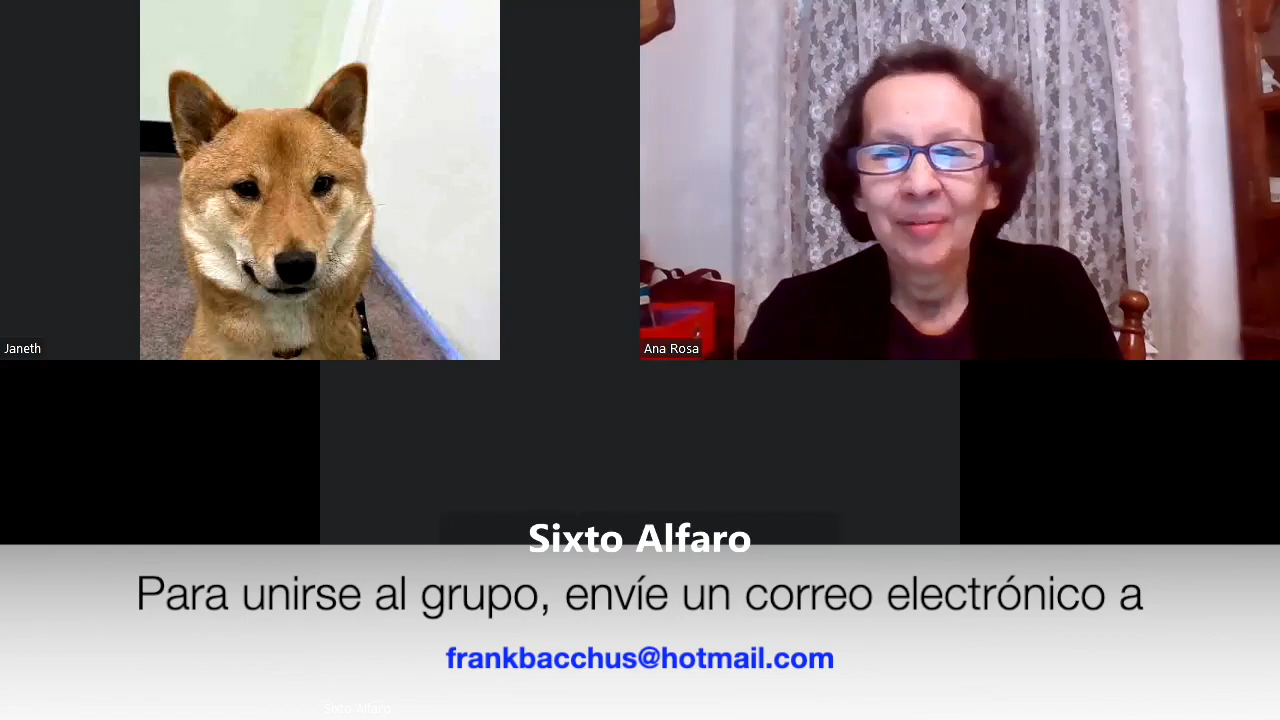 Janeth
Ana Rosa
Sixto Alfaro
Para unirse al grupo, envíe un correo electrónico a
frankbacchus@hotmail.com
Sixto Alfaro